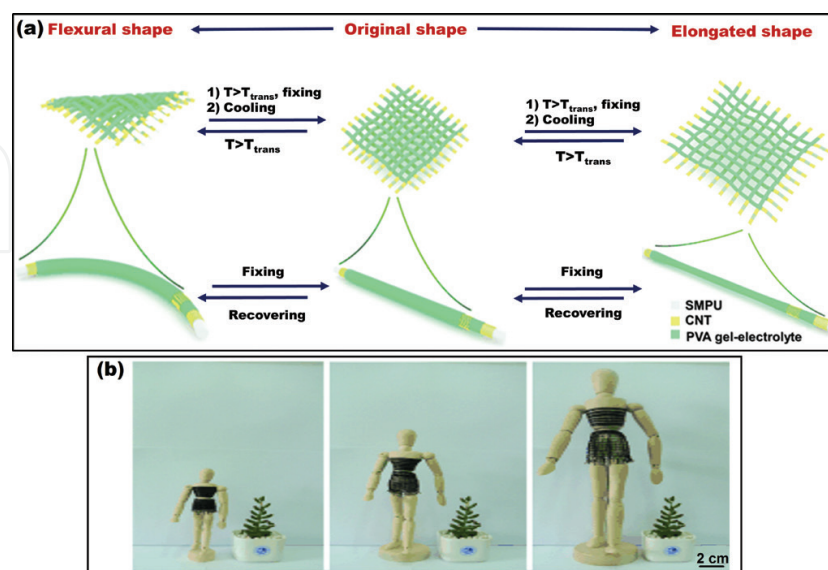 (a) Flexural shape Original shape Elongated shape
1) T>Ttrans, fixing
2) Cooling
T>Ttrans
1) T>Ttrans, fixing
2) Cooling
T>Ttrans
Fixing
Recovering
Fixing
Recovering
SMPU
CNT
PVA gel-electrolyte
(b)
2 cm